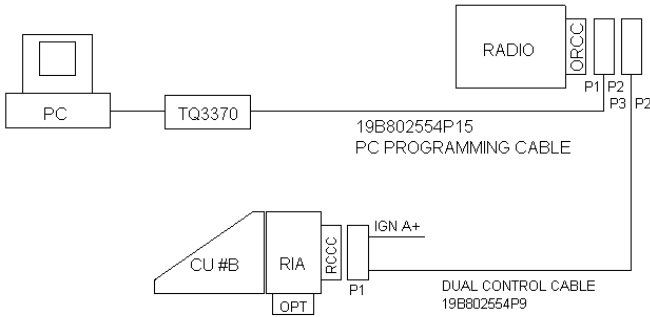 RADIO
ORCC
P1 P2
P3 P2
PC
TQ3370
19B802554P15
PC PROGRAMMING CABLE
IGN A+
CU #B
RIA
RCCC
P1
OPT
DUAL CONTROL CABLE
19B802554P9